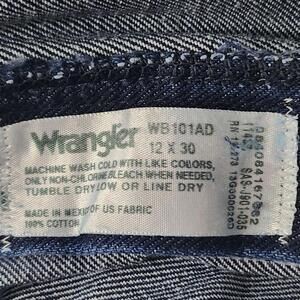 Wrangler WB101AD
12 X 30
MACHINE WASH COLD WITH LIKE COLORS,
ONLY NON-CHLORINE BLEACH WHEN NEEDED,
TUMBLE DRY LOW OR LINE DRY
MADE IN MEXICO OF US FABRIC
100% COTTON